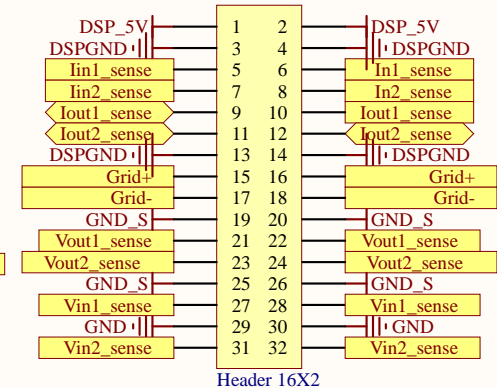 DSP_5V 1 2 DSP_5V
DSPGND 3 4 DSPGND
Iin1_sense 5 6 In1_sense
Iin2_sense 7 8 In2_sense
Iout1_sense 9 10 Iout1_sense
Iout2_sense 11 12 Iout2_sense
DSPGND 13 14 DSPGND
Grid+ 15 16 Grid+
Grid- 17 18 Grid-
GND_S 19 20 GND_S
Vout1_sense 21 22 Vout1_sense
Vout2_sense 23 24 Vout2_sense
GND_S 25 26 GND_S
Vin1_sense 27 28 Vin1_sense
GND 29 30 GND
Vin2_sense 31 32 Vin2_sense
Header 16X2